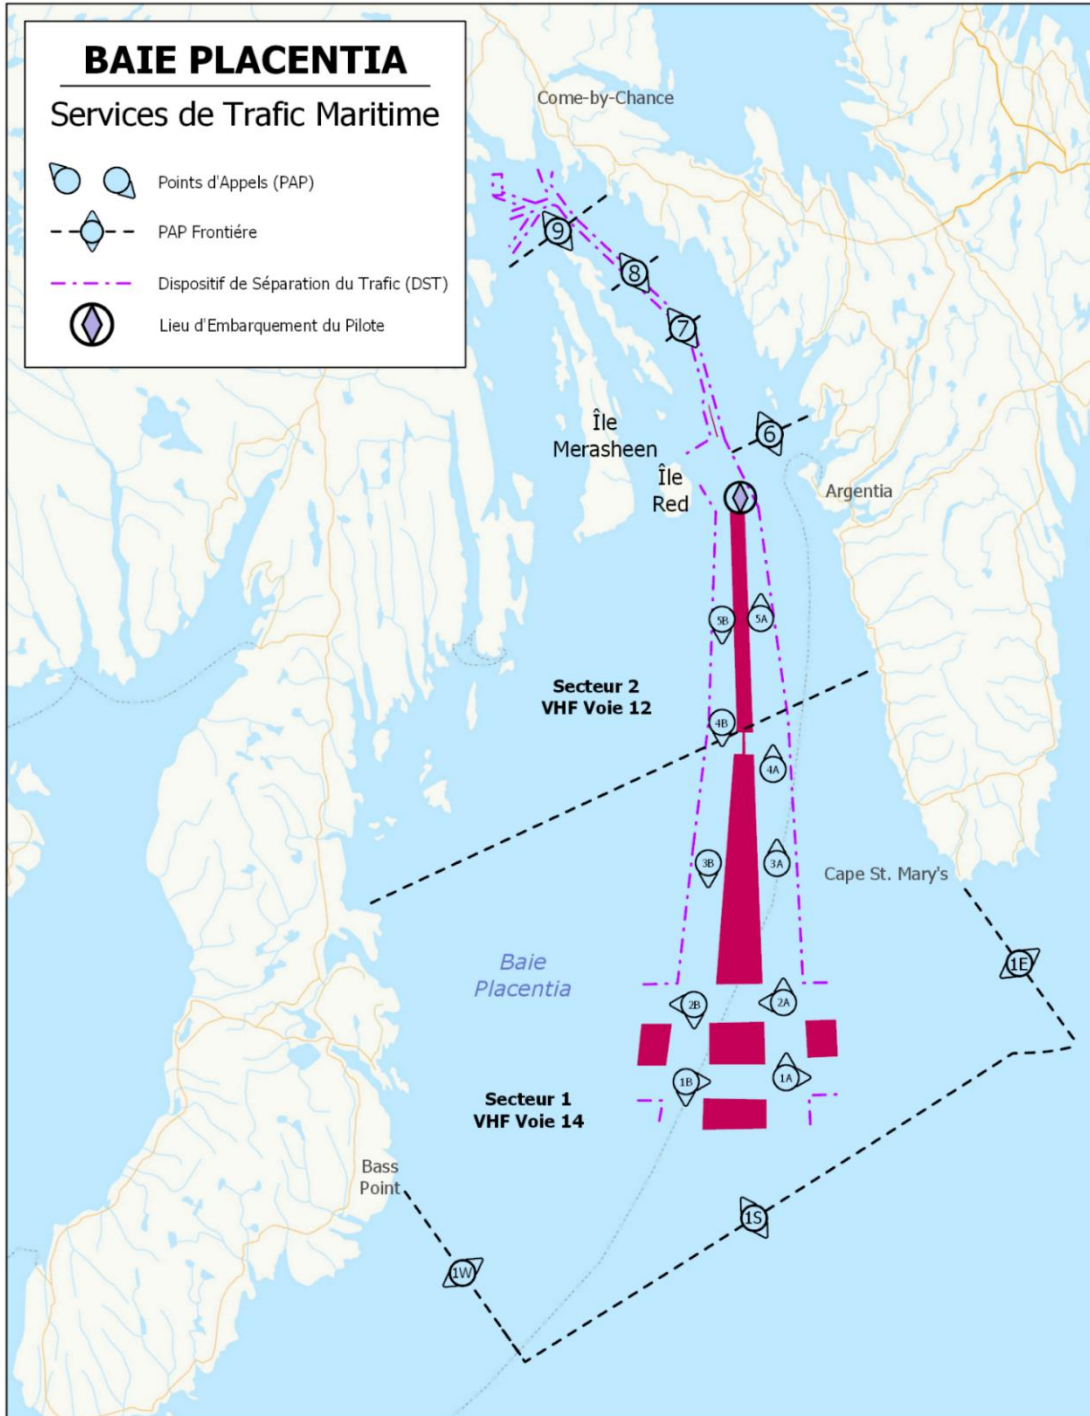 BAIE PLACENTIA
Services de Trafic Maritime
Points d'Appels (PAP)
PAP Frontiére
Dispositif de Séparation du Trafic (DST)
Lieu d'Embarquement du Pilote
Come-by-Chance
9
8
7
Île
Merasheen
6
Île
Red
Argentia
5B
5A
Secteur 2
VHF Voie 12
4B
4A
3B
3A
Cape St. Mary's
1E
Baie
Placentia
2B
2A
1B
1A
Secteur 1
VHF Voie 14
Bass
Point
1S
1W